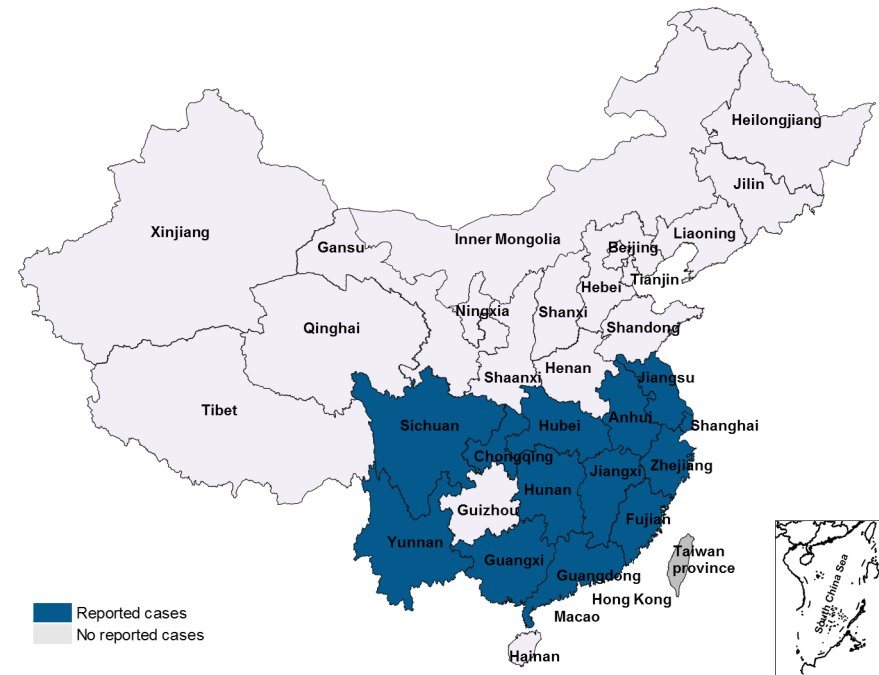 Heilongjiang
Jilin
Xinjiang
Inner Mongolia
Liaoning
Gansu
Beijing
Tianjin
Hebei
Ningxia
Shanxi
Qinghai
Shandong
Henan
Shaanxi
Jiangsu
Tibet
Anhui
Sichuan
Hubei
Shanghai
Chongqing
Zhejiang
Jiangxi
Hunan
Guizhou
Fujian
Yunnan
Taiwan
province
Guangxi
Guangdong
Hong Kong
Macao
Hainan
South China Sea
Reported cases
No reported cases